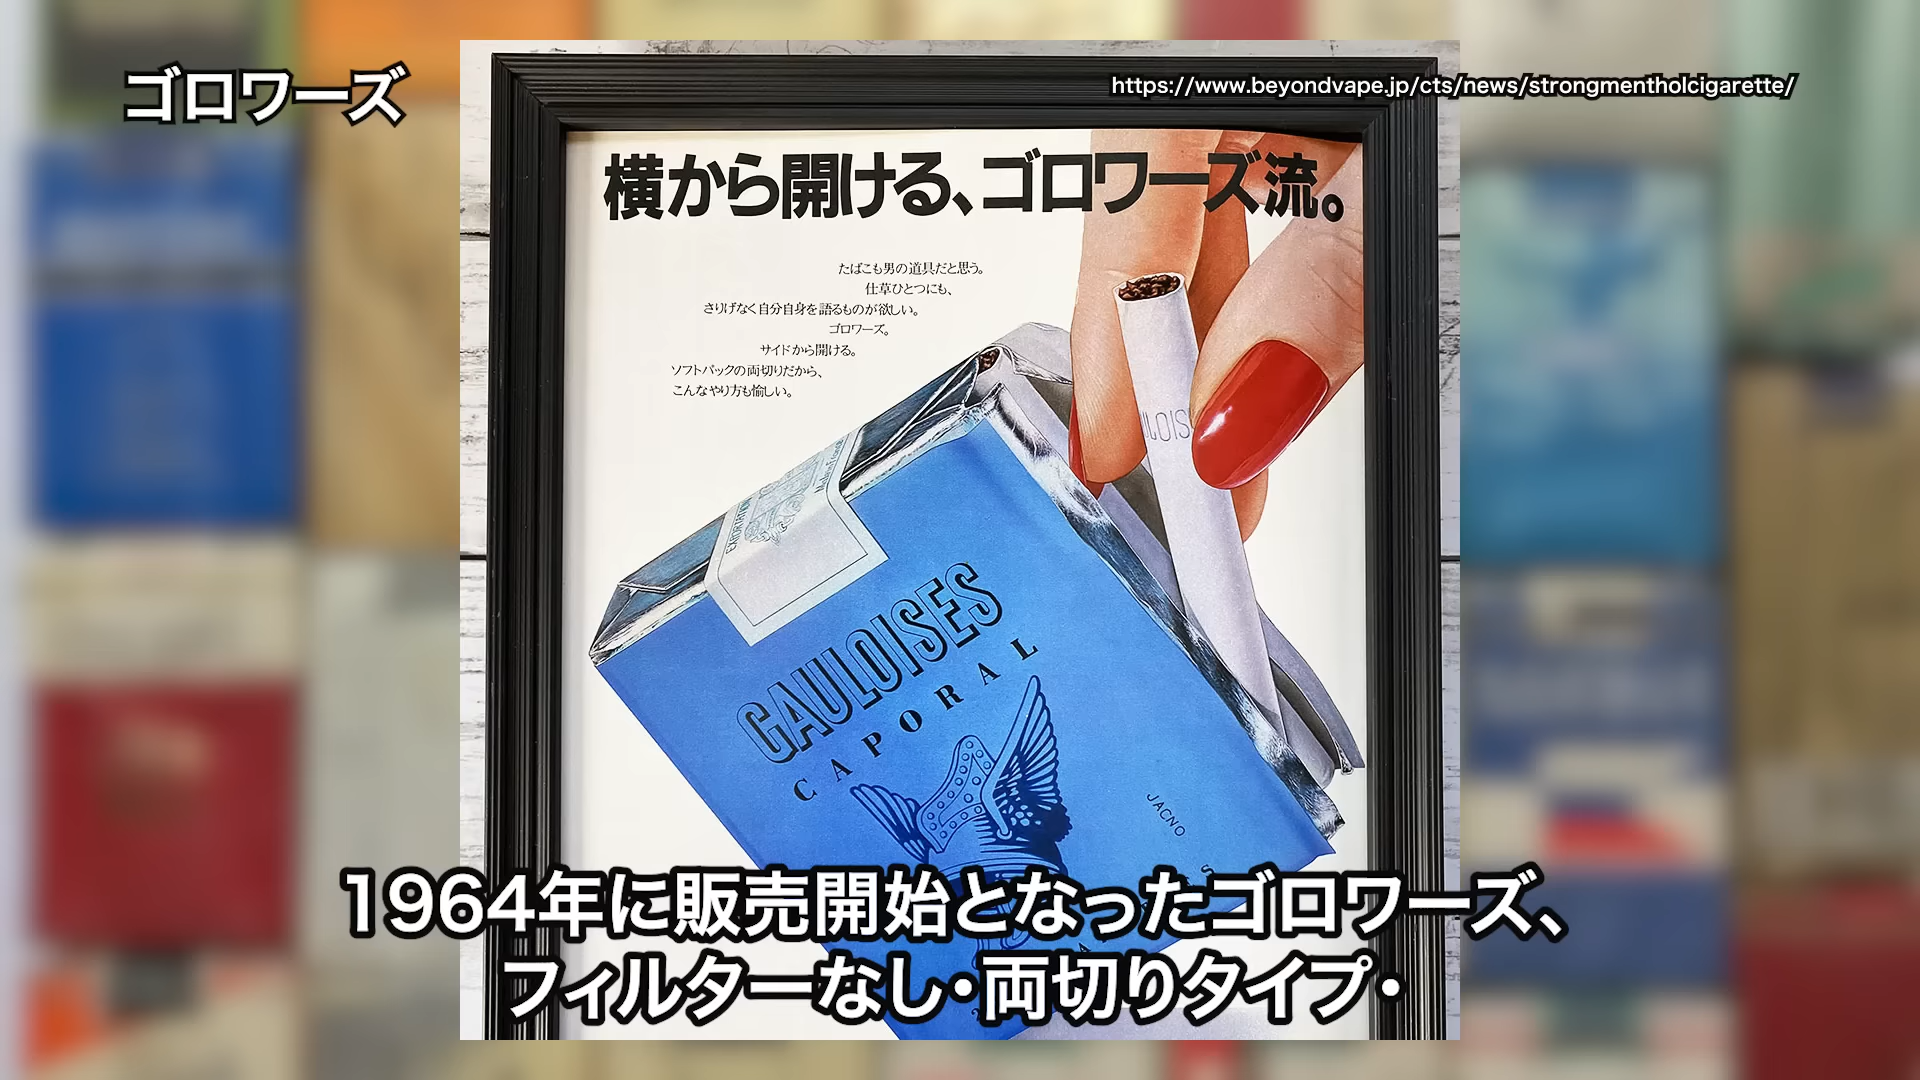 ゴロワーズ
https://www.beyondvape.jp/cts/news/strongmentholcigarette/
横から開ける、ゴロワーズ流。
たばこも男の道具だと思う。
仕草ひとつにも、
さりげなく自分自身を語るものが欲しい。
ゴロワーズ。
サイドから開ける。
ソフトパックの両切りだから、
こんなやり方も愉しい。
GAULOISES
CAPORAL
JACNO
1964年に販売開始となったゴロワーズ、
フィルターなし・両切りタイプ・